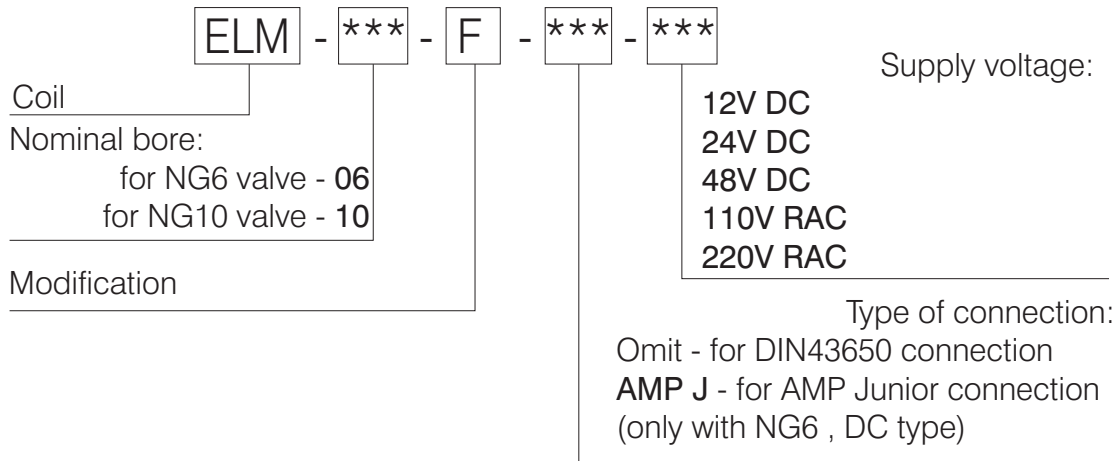 ELM - *** - F - *** - ***
Supply voltage:
12V DC
24V DC
48V DC
110V RAC
220V RAC
Coil
Nominal bore:
for NG6 valve - 06
for NG10 valve - 10
Modification
Type of connection:
Omit - for DIN43650 connection
AMP J - for AMP Junior connection
(only with NG6 , DC type)